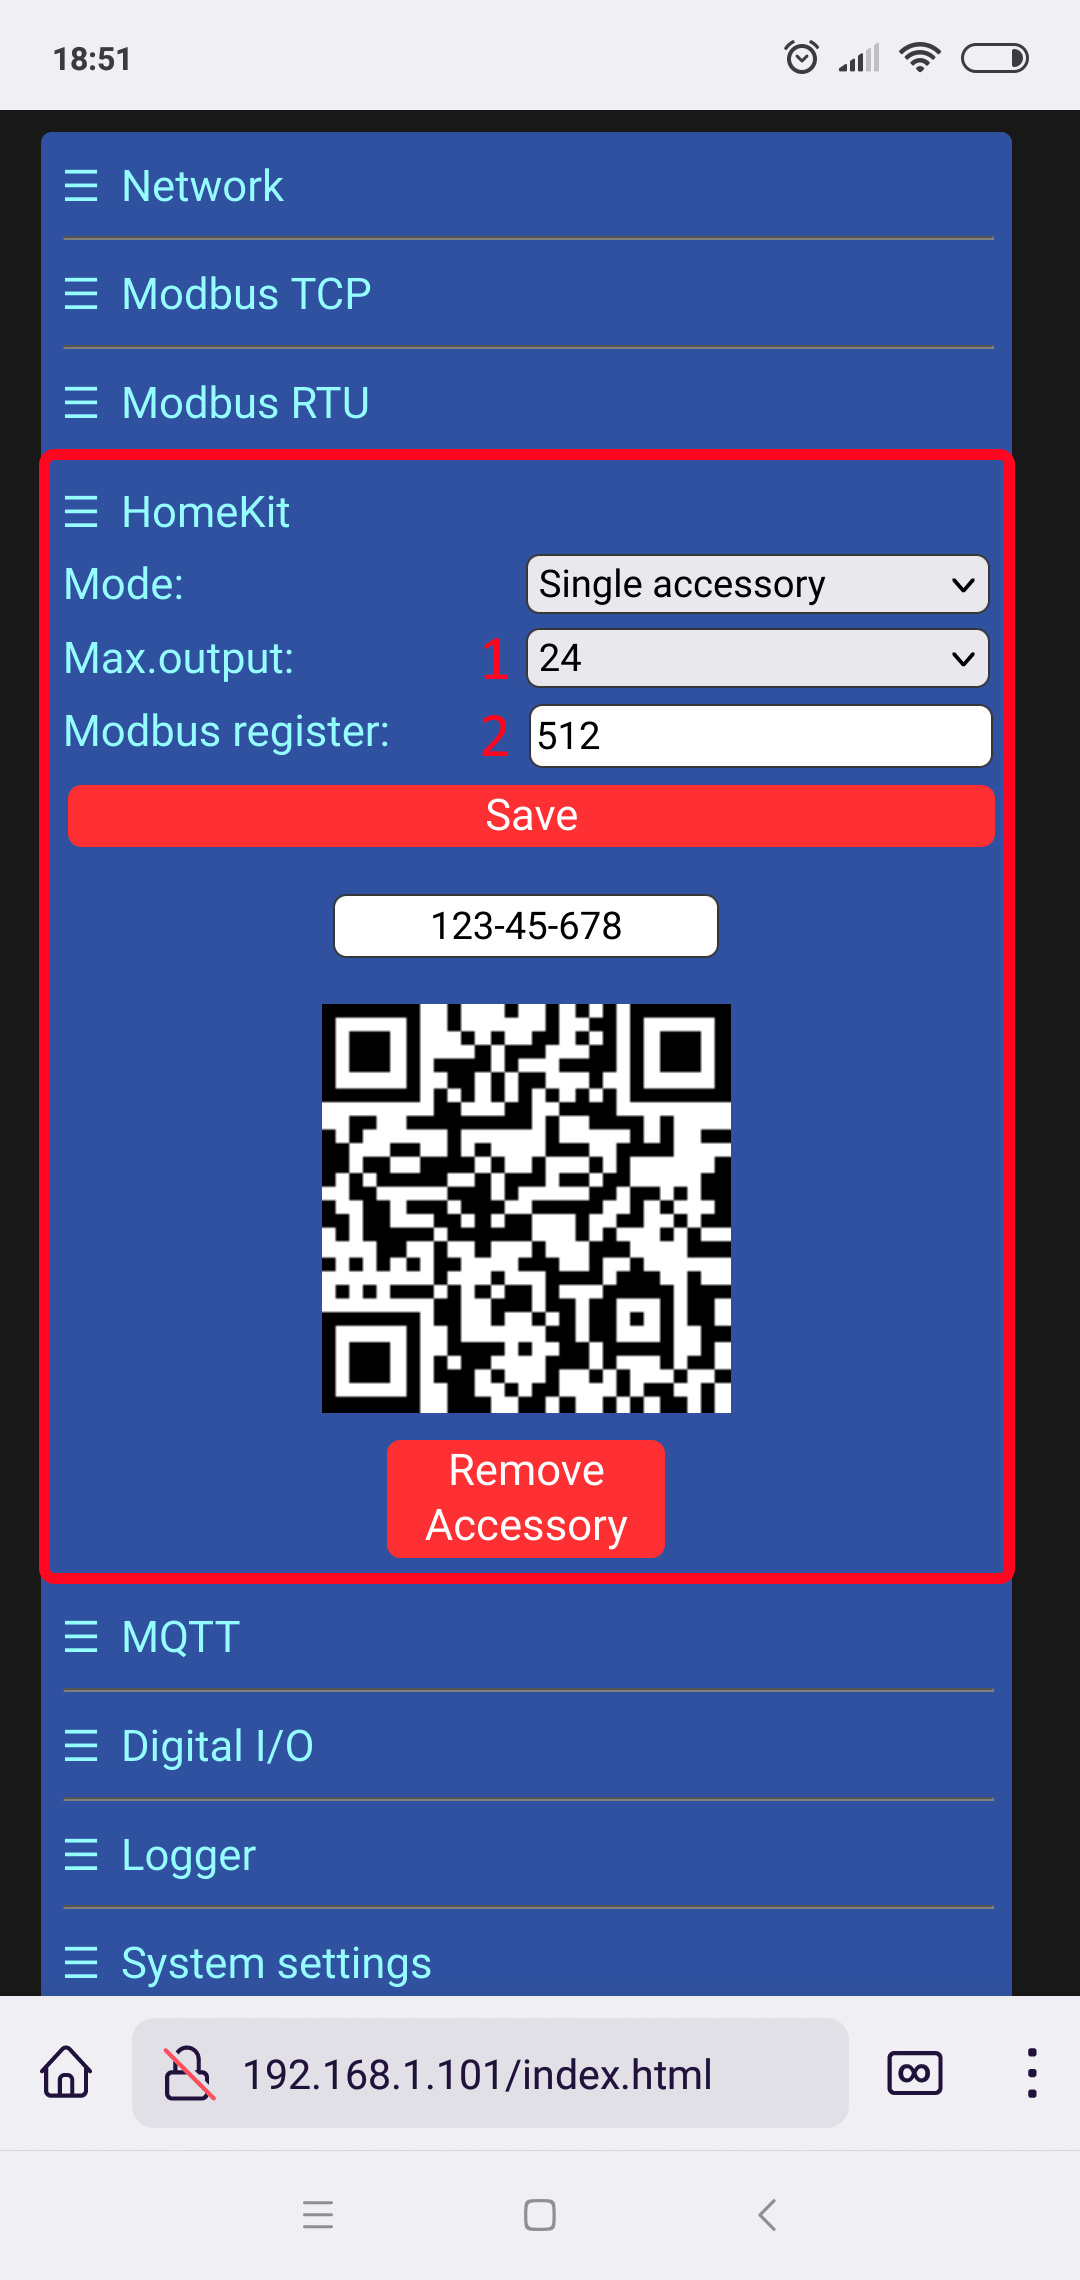 18:51
Network
Modbus TCP
Modbus RTU
HomeKit
Mode: Single accessory
Max.output: 1 24
Modbus register: 2 512
Save
123-45-678
Remove
Accessory
MQTT
Digital I/O
Logger
System settings
192.168.1.101/index.html